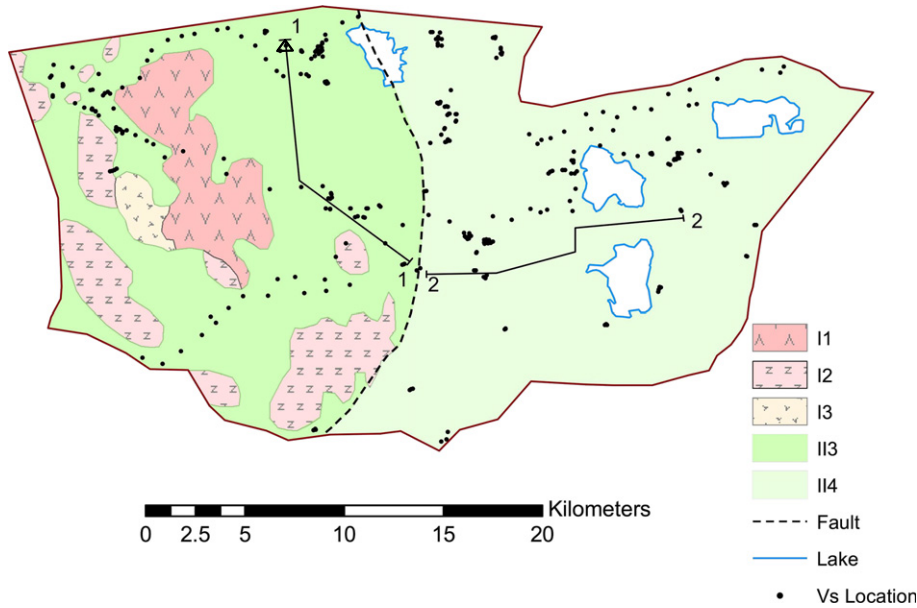 1
1
2
2
I1
I2
I3
II3
II4
Fault
Lake
Vs Location
Kilometers
0 2.5 5 10 15 20